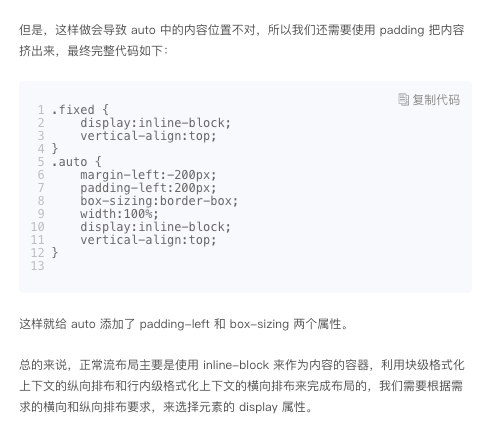 但是，这样做会导致 auto 中的内容位置不对，所以我们还需要使用 padding 把内容
挤出来，最终完整代码如下：
复制代码
1 .fixed {
2     display:inline-block;
3     vertical-align:top;
4 }
5 .auto {
6     margin-left:-200px;
7     padding-left:200px;
8     box-sizing:border-box;
9     width:100%;
10     display:inline-block;
11     vertical-align:top;
12 }
13
这样就给 auto 添加了 padding-left 和 box-sizing 两个属性。
总的来说，正常流布局主要是使用 inline-block 来作为内容的容器，利用块级格式化
上下文的纵向排布和行内级格式化上下文的横向排布来完成布局的，我们需要根据需
求的横向和纵向排布要求，来选择元素的 display 属性。